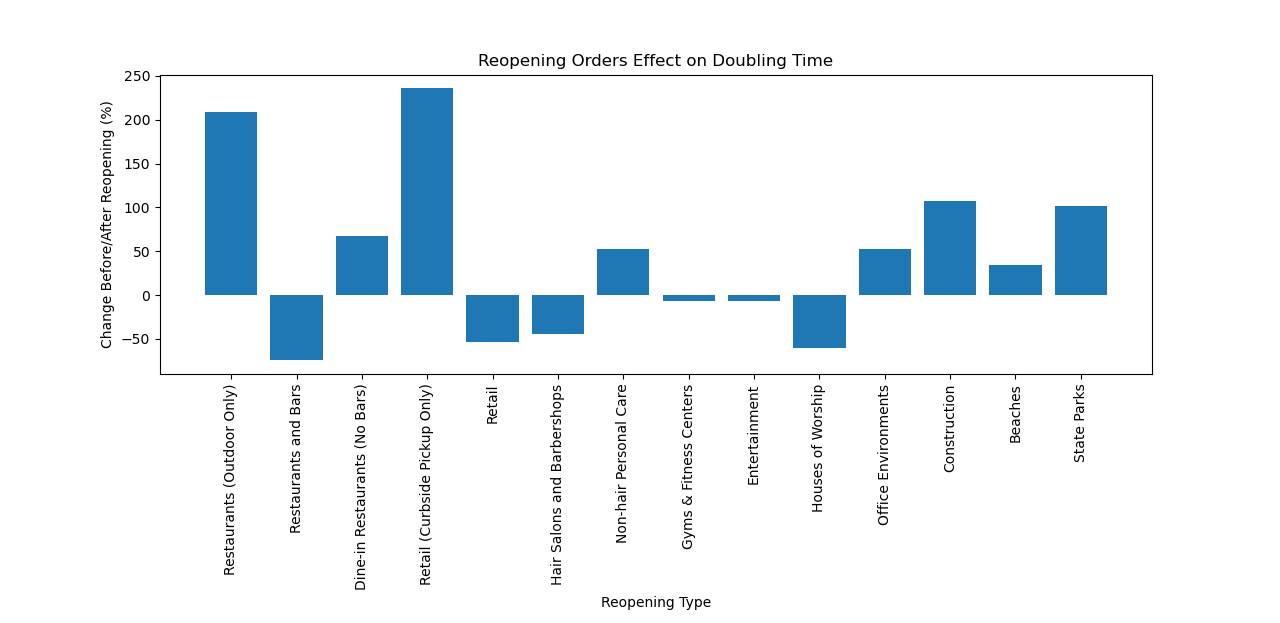 Reopening Orders Effect on Doubling Time
Change Before/After Reopening (%)
250
200
150
100
50
0
−50
Restaurants (Outdoor Only)
Restaurants and Bars
Dine-in Restaurants (No Bars)
Retail (Curbside Pickup Only)
Retail
Hair Salons and Barbershops
Non-hair Personal Care
Gyms & Fitness Centers
Entertainment
Houses of Worship
Office Environments
Construction
Beaches
State Parks
Reopening Type